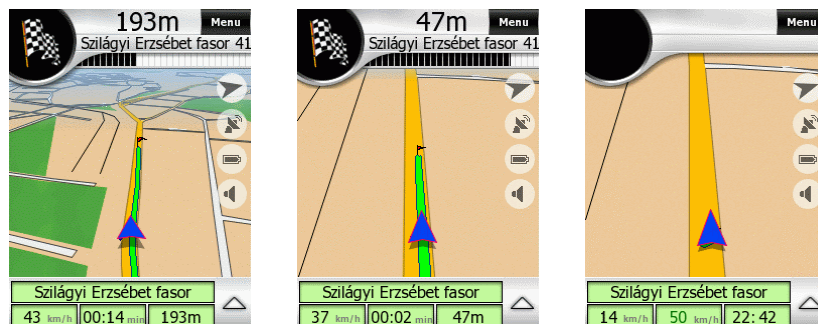 193m Menu
Szilágyi Erzsébet fasor 41
Szilágyi Erzsébet fasor
43 km/h 00:14 min 193m
47m Menu
Szilágyi Erzsébet fasor 41
Szilágyi Erzsébet fasor
37 km/h 00:02 min 47m
Menu
Szilágyi Erzsébet fasor
14 km/h 50 km/h 22:42